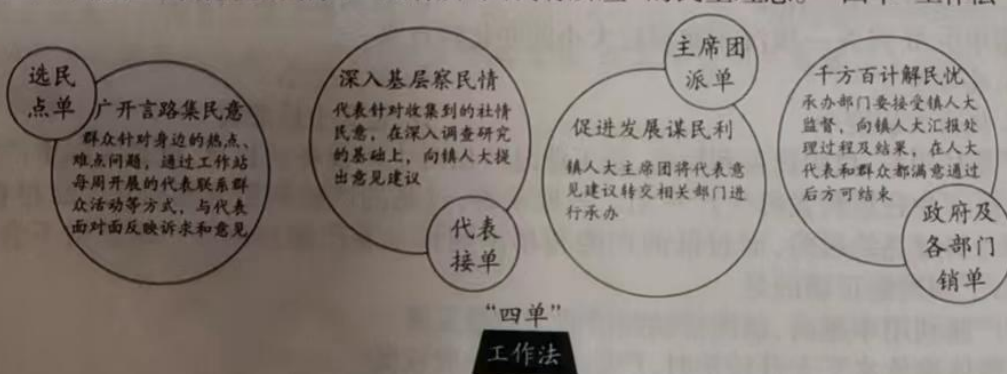 选民
点单
广开言路集民意
群众针对身边的热点、
难点问题，通过工作站
每周开展的代表联系群
众活动等方式，与代表
面对面反映诉求和意见
深入基层察民情
代表针对收集到的社情
民意，在深入调查研究
的基础上，向镇人大提
出意见建议
代表
接单
主席团
派单
促进发展谋民利
镇人大主席团将代表意
见建议转交相关部门进
行承办
千方百计解民忧
承办部门要接受镇人大
监督，向镇人大汇报处
理过程及结果，在人大
代表和群众都满意通过
后方可结束
政府及
各部门
销单
“四单”
工作法